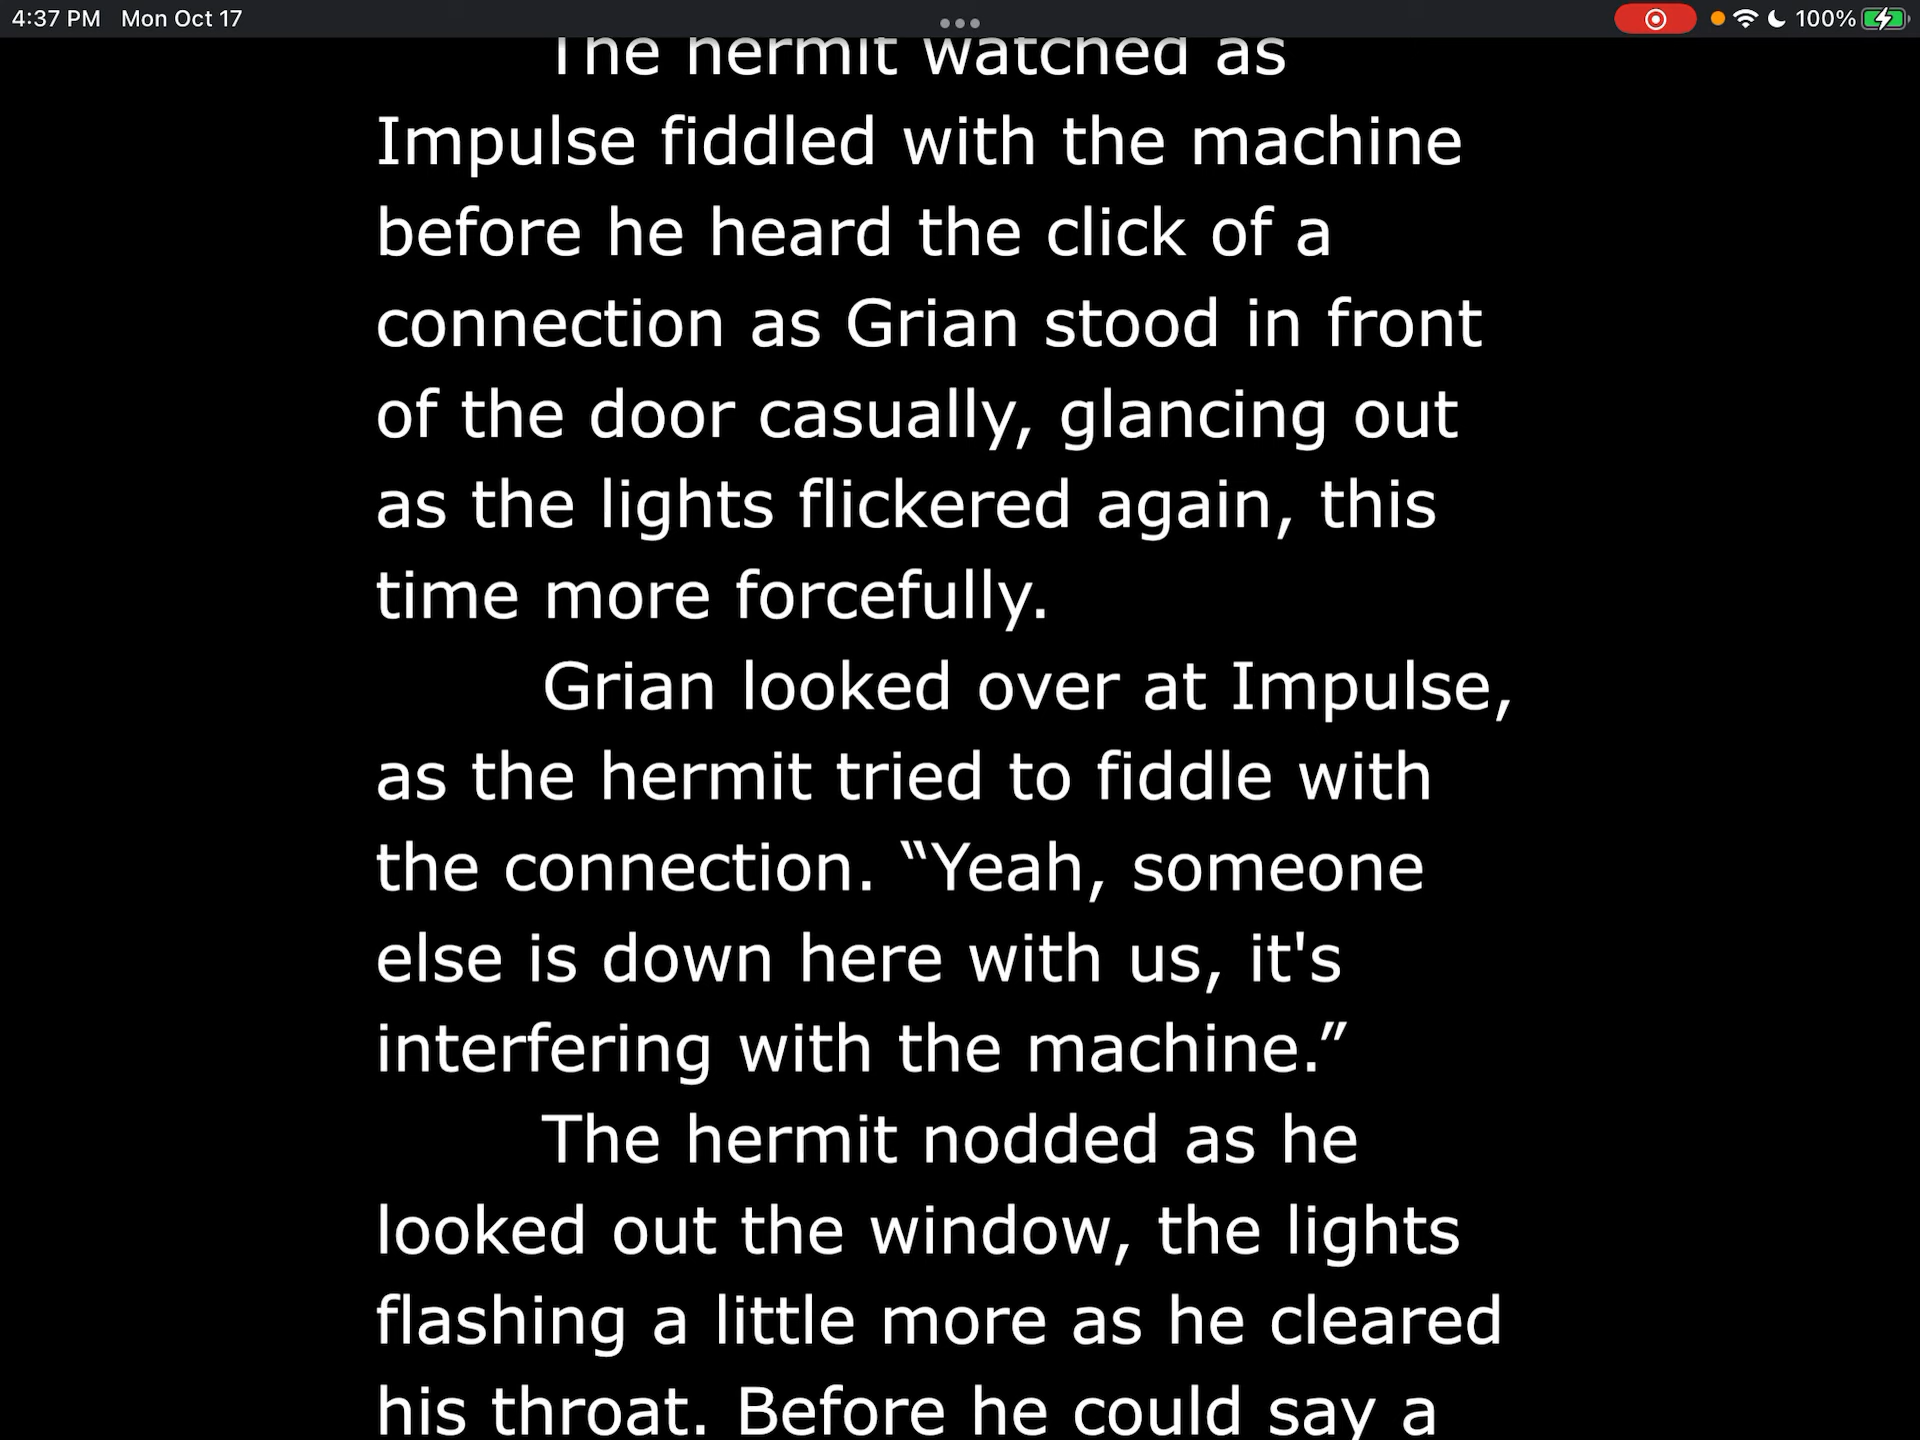 4:37 PM Mon Oct 17
100%
The hermit watched as
Impulse fiddled with the machine
before he heard the click of a
connection as Grian stood in front
of the door casually, glancing out
as the lights flickered again, this
time more forcefully.
Grian looked over at Impulse,
as the hermit tried to fiddle with
the connection. “Yeah, someone
else is down here with us, it's
interfering with the machine.”
The hermit nodded as he
looked out the window, the lights
flashing a little more as he cleared
his throat. Before he could say a